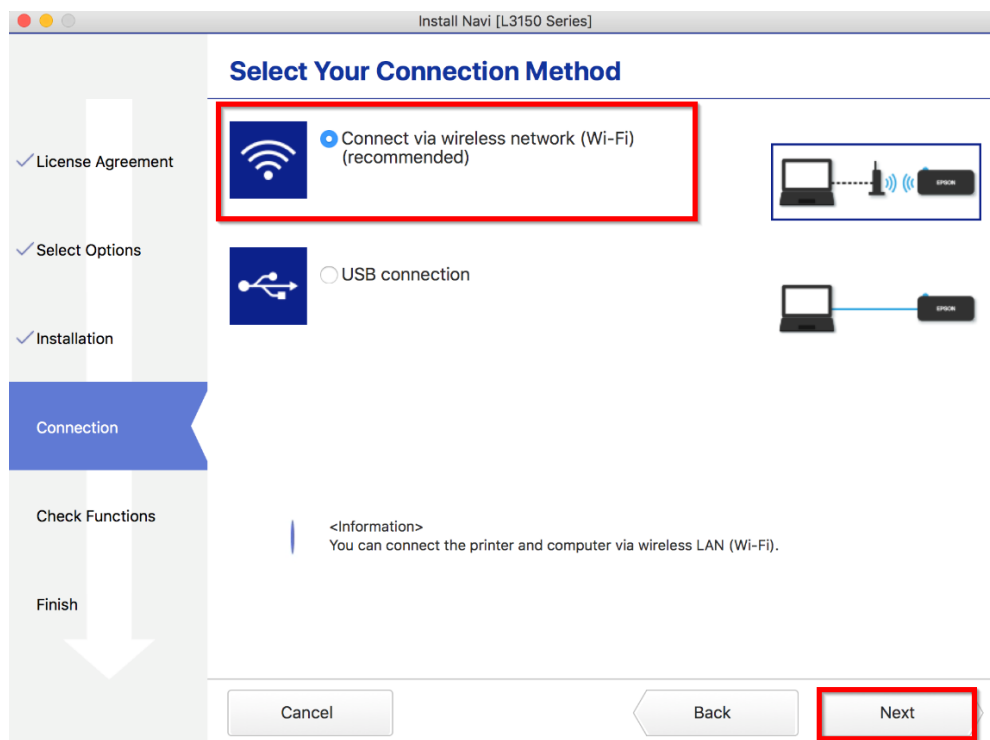 Install Navi [L3150 Series]
Select Your Connection Method
License Agreement
Select Options
Installation
Connection
Check Functions
Finish
Connect via wireless network (Wi-Fi)
(recommended)
EPSON
USB connection
EPSON
<Information>
You can connect the printer and computer via wireless LAN (Wi-Fi).
Cancel
Back
Next